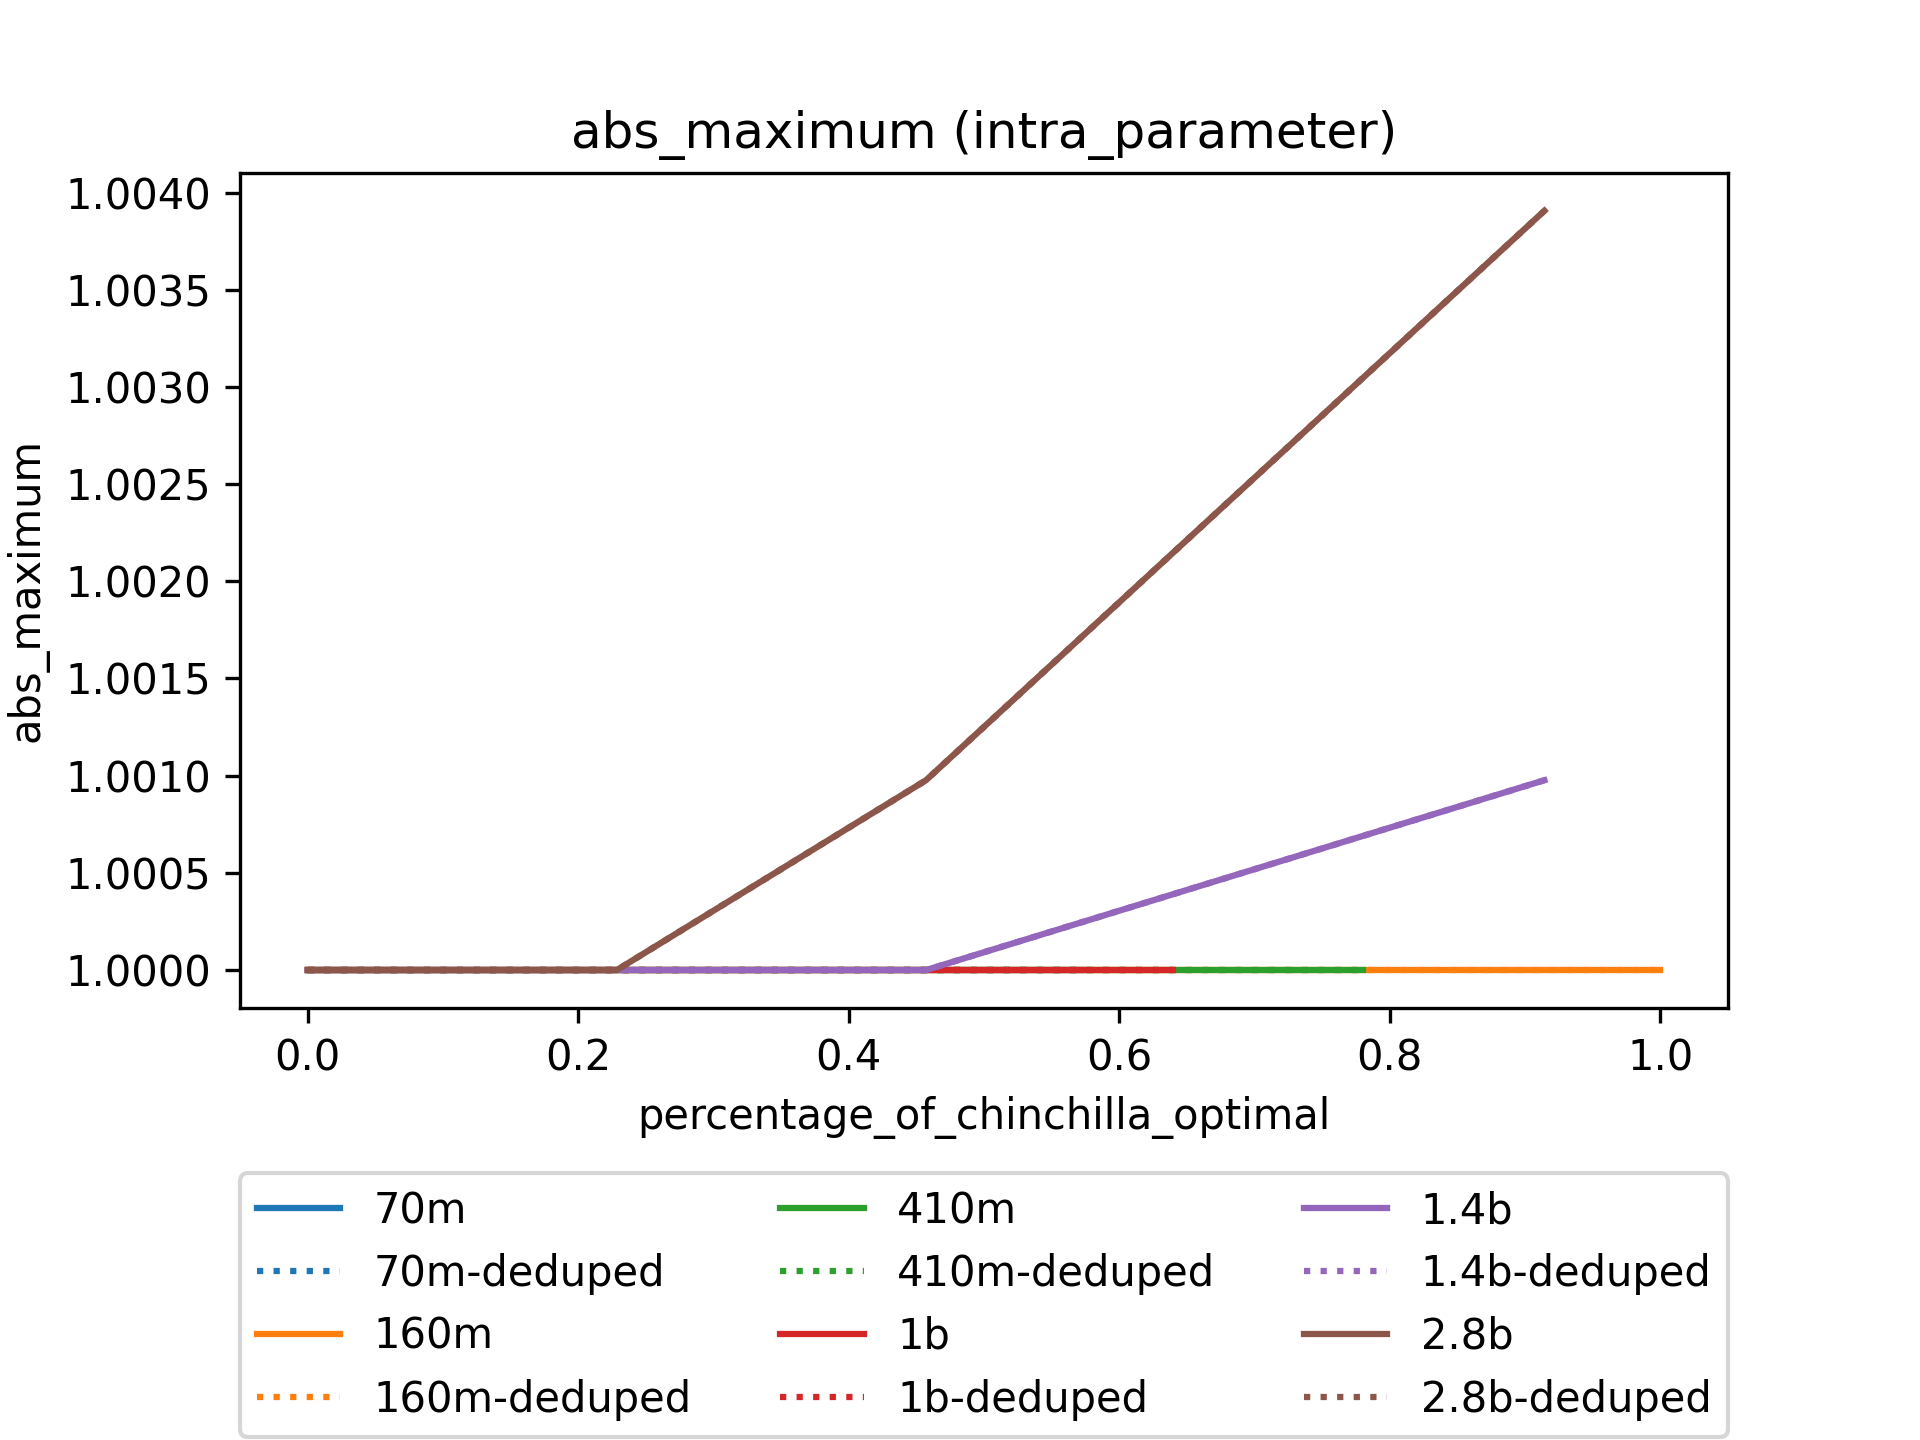 abs_maximum (intra_parameter)
1.0040
1.0035
1.0030
1.0025
1.0020
1.0015
1.0010
1.0005
1.0000
abs_maximum
0.0 0.2 0.4 0.6 0.8 1.0
percentage_of_chinchilla_optimal
70m 410m 1.4b
70m-deduped 410m-deduped 1.4b-deduped
160m 1b 2.8b
160m-deduped 1b-deduped 2.8b-deduped